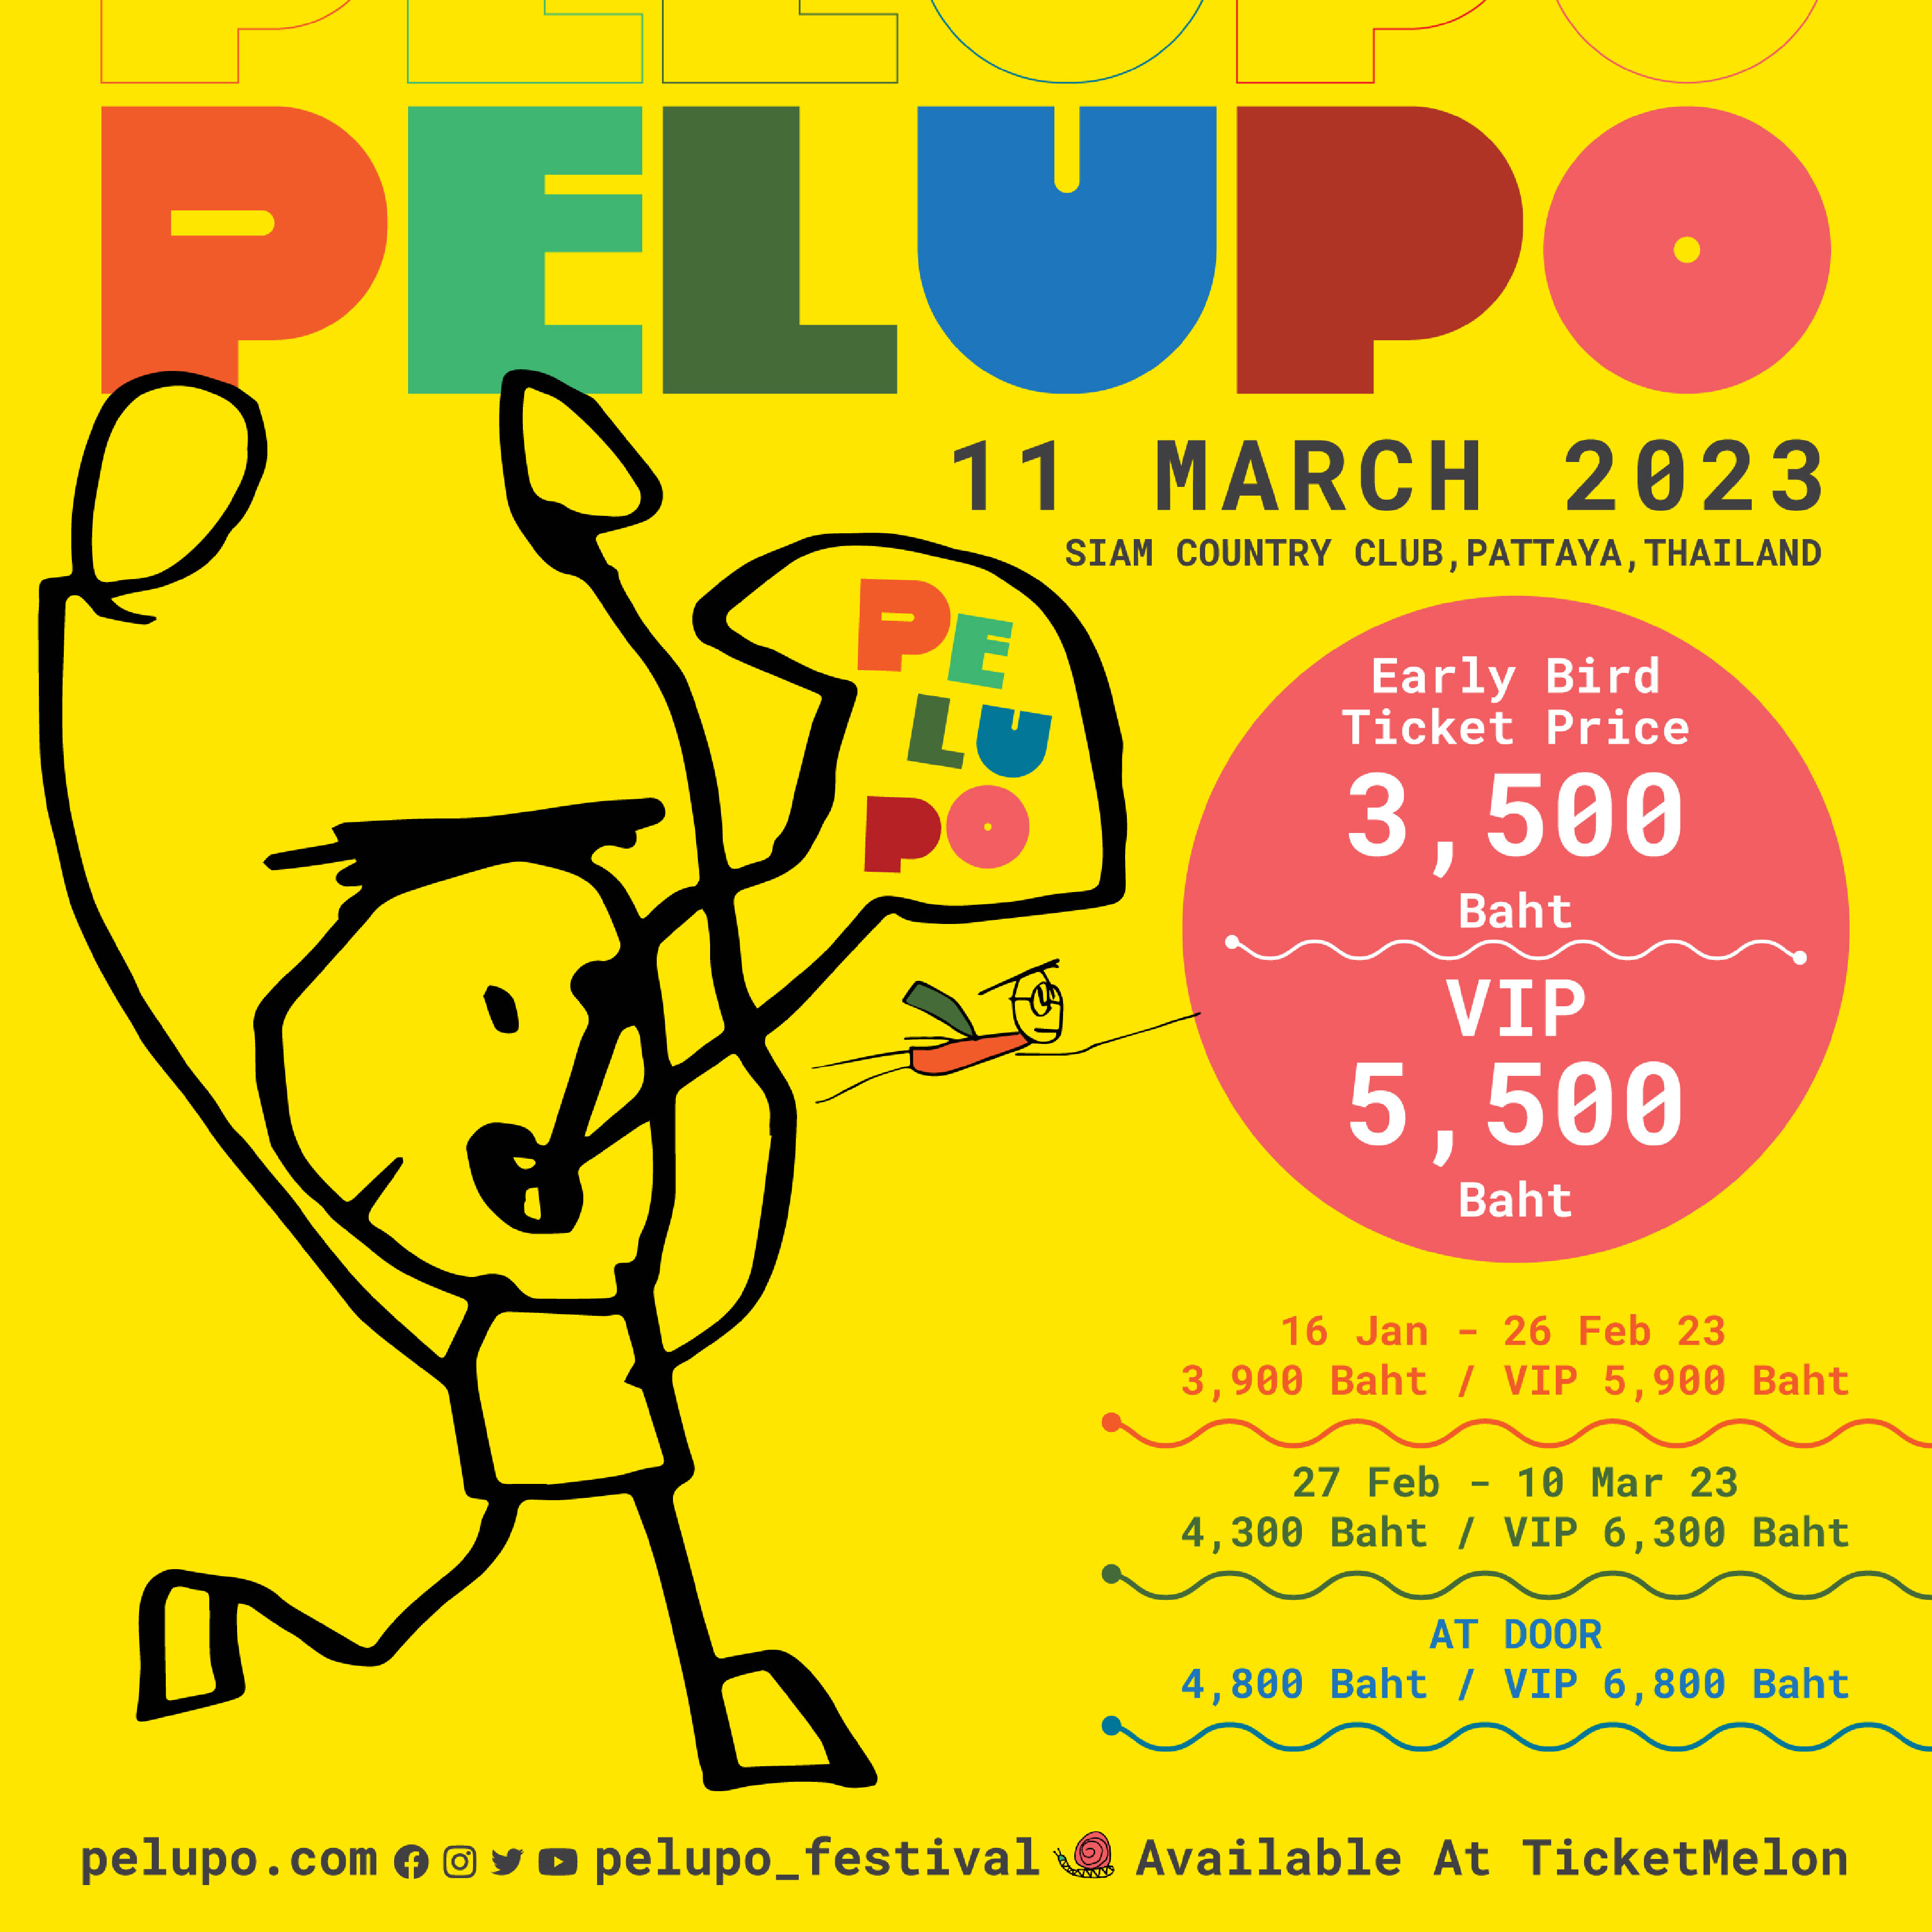 PELUPO
PELUPO
11 MARCH 2023
SIAM COUNTRY CLUB,PATTAYA,THAILAND
PE
LU
PO
Early Bird
Ticket Price
3,500
Baht
VIP
5,500
Baht
16 Jan - 26 Feb 23
3,900 Baht / VIP 5,900 Baht
27 Feb - 10 Mar 23
4,300 Baht / VIP 6,300 Baht
AT DOOR
4,800 Baht / VIP 6,800 Baht
pelupo.com pelupo_festival Available At TicketMelon